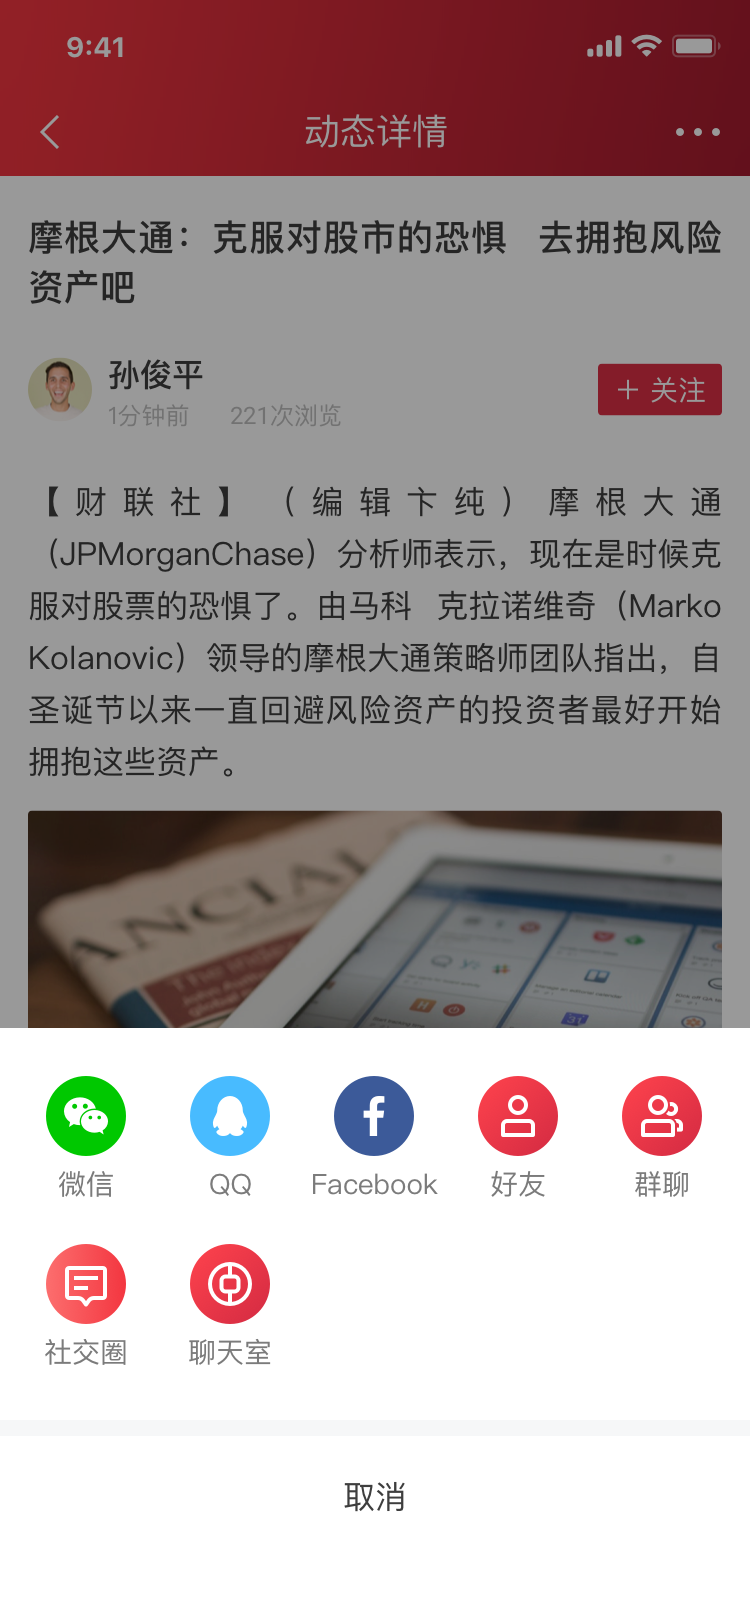 9:41
动态详情
摩根大通：克服对股市的恐惧 去拥抱风险
资产吧
孙俊平
1分钟前 221次浏览
+ 关注
【财联社】（编辑卞纯）摩根大通
（JPMorganChase）分析师表示，现在是时候克
服对股票的恐惧了。由马科 克拉诺维奇（Marko
Kolanovic）领导的摩根大通策略师团队指出，自
圣诞节以来一直回避风险资产的投资者最好开始
拥抱这些资产。
ANCIAL
微信 QQ Facebook 好友 群聊
社交圈 聊天室
取消